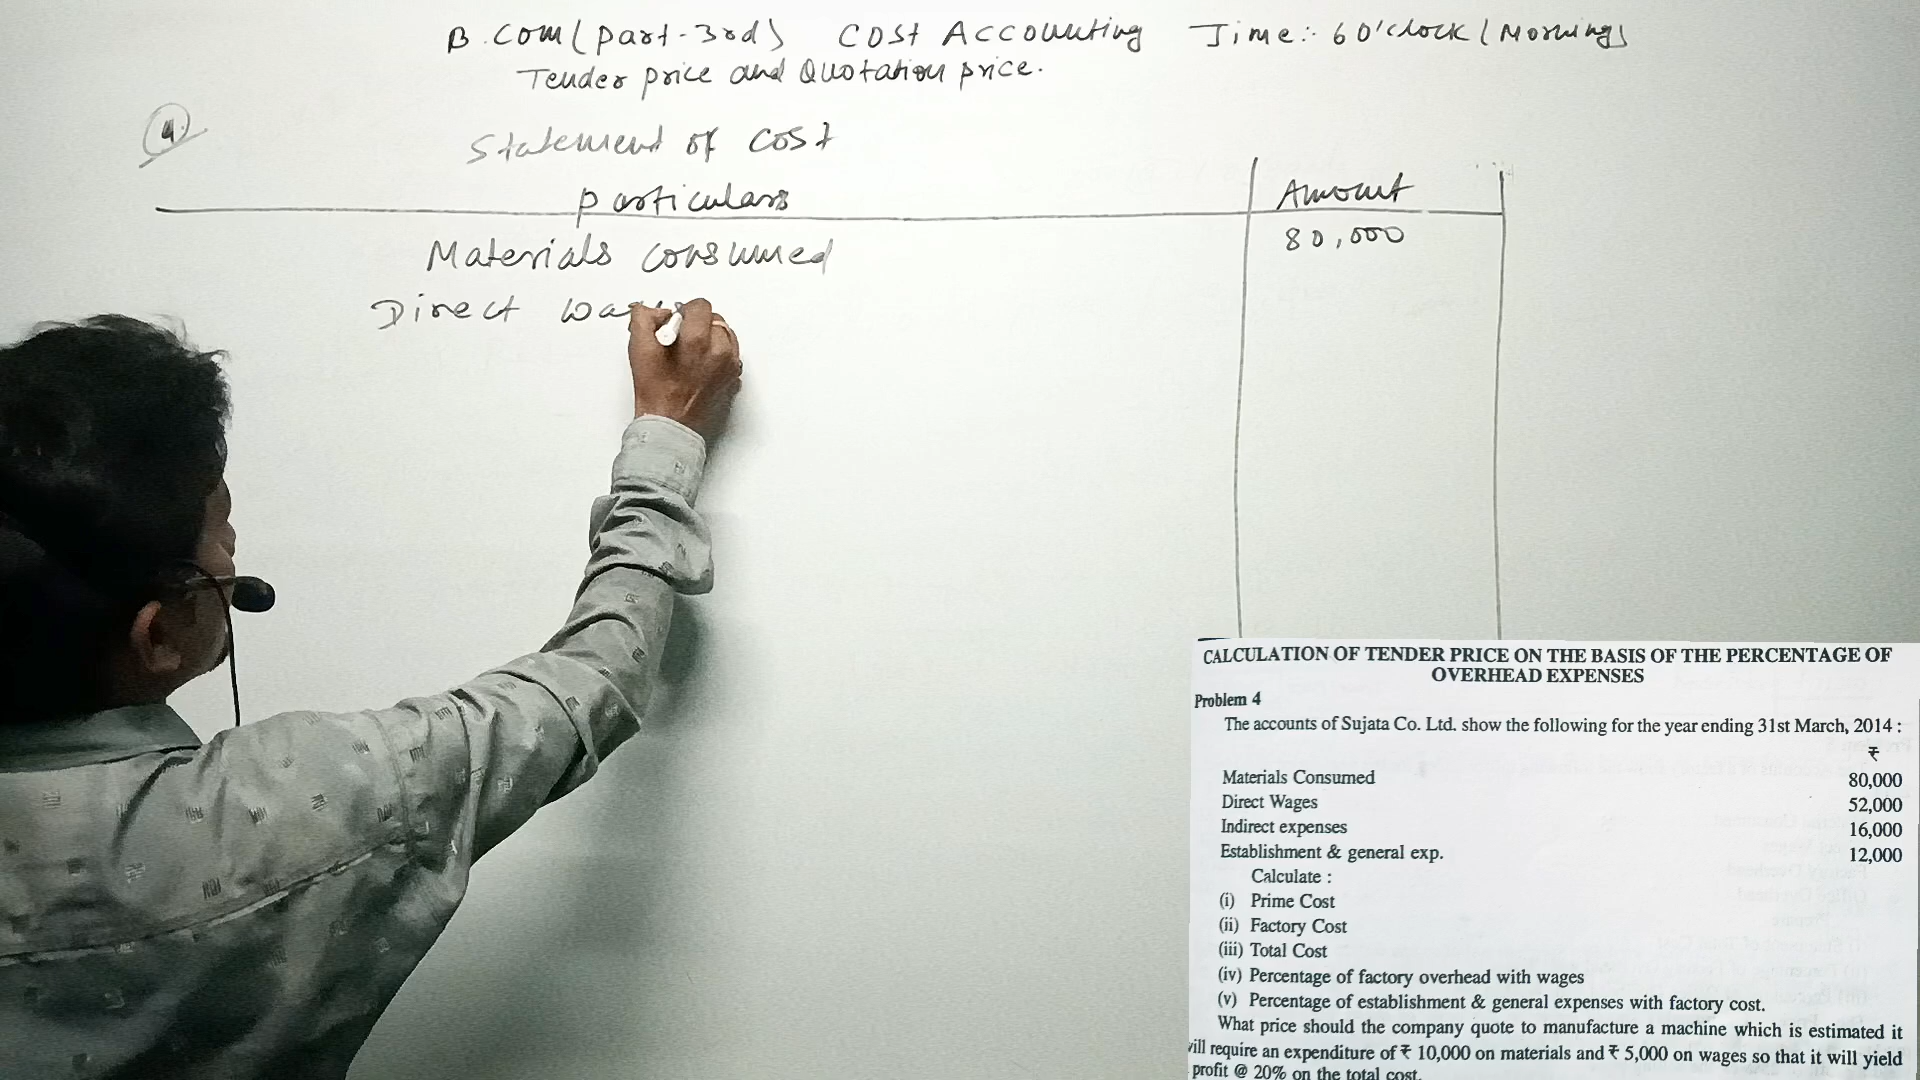 B.Com (Part-3rd) Cost Accounting Time:- 6 O'clock (Morning)
Tender price and Quotation price.
4.
Statement of Cost
Particulars Amount
Materials Consumed 80,000
Direct Wages
CALCULATION OF TENDER PRICE ON THE BASIS OF THE PERCENTAGE OF
OVERHEAD EXPENSES
Problem 4
The accounts of Sujata Co. Ltd. show the following for the year ending 31st March, 2014 :
₹
Materials Consumed 80,000
Direct Wages 52,000
Indirect expenses 16,000
Establishment & general exp. 12,000
Calculate :
(i) Prime Cost
(ii) Factory Cost
(iii) Total Cost
(iv) Percentage of factory overhead with wages
(v) Percentage of establishment & general expenses with factory cost.
What price should the company quote to manufacture a machine which is estimated it
will require an expenditure of ₹ 10,000 on materials and ₹ 5,000 on wages so that it will yield
profit @ 20% on the total cost.